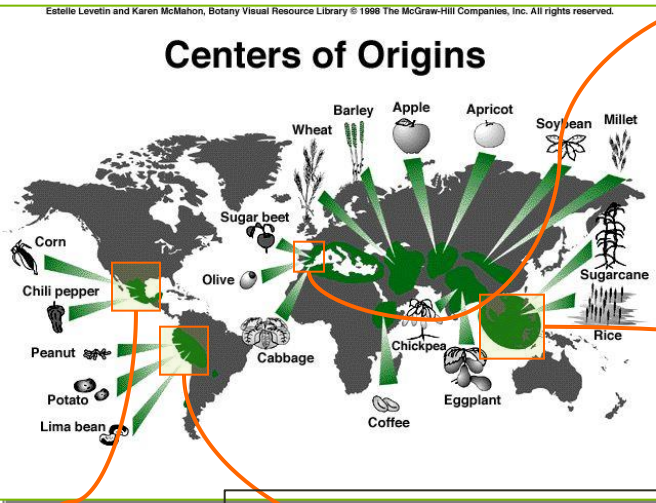 Estelle Levetin and Karen McMahon, Botany Visual Resource Library © 1998 The McGraw-Hill Companies, Inc. All rights reserved.
Centers of Origins
Barley
Apple
Apricot
Soybean
Millet
Wheat
Sugar beet
Corn
Olive
Sugarcane
Chili pepper
Rice
Chickpea
Peanut
Cabbage
Potato
Eggplant
Coffee
Lima bean